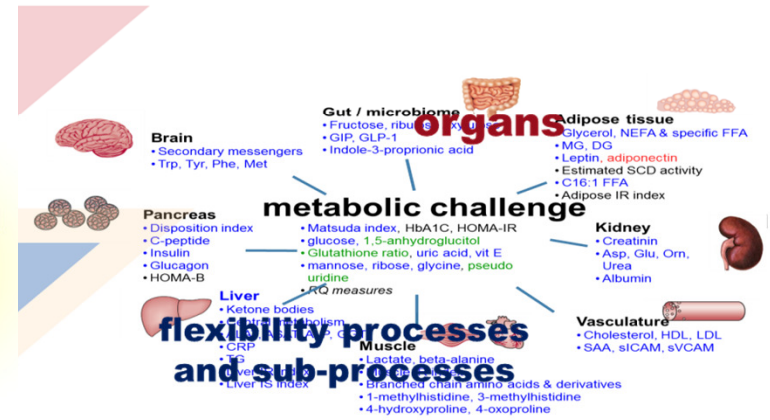 Gut / microbiome
• Fructose,
• GIP, GLP-1
• Indole-3-proprionic acid
organs
Adipose tissue
Glycerol, NEFA & specific FFA
• MG, DG
• Leptin, adiponectin
• Estimated SCD activity
• C16:1 FFA
• Adipose IR index
Brain
• Secondary messengers
• Trp, Tyr, Phe, Met
metabolic challenge
• Matsuda index, HbA1C, HOMA-IR
• glucose, 1,5-anhydroglucitol
• Glutathione ratio, uric acid, vit E
• mannose, ribose, glycine, pseudo
uridine
• RQ measures
Pancreas
• Disposition index
• C-peptide
• Insulin
• Glucagon
• HOMA-B
Kidney
• Creatinin
• Asp, Glu, Orn,
Urea
• Albumin
Liver
• Ketone bodies
• CRP
• TG
• Liver IS index
flexibility processes
and sub-processes
Muscle
• Lactate, beta-alanine
• Branched chain amino acids & derivatives
• 1-methylhistidine, 3-methylhistidine
• 4-hydroxyproline, 4-oxoproline
Vasculature
• Cholesterol, HDL, LDL
• SAA, sICAM, sVCAM